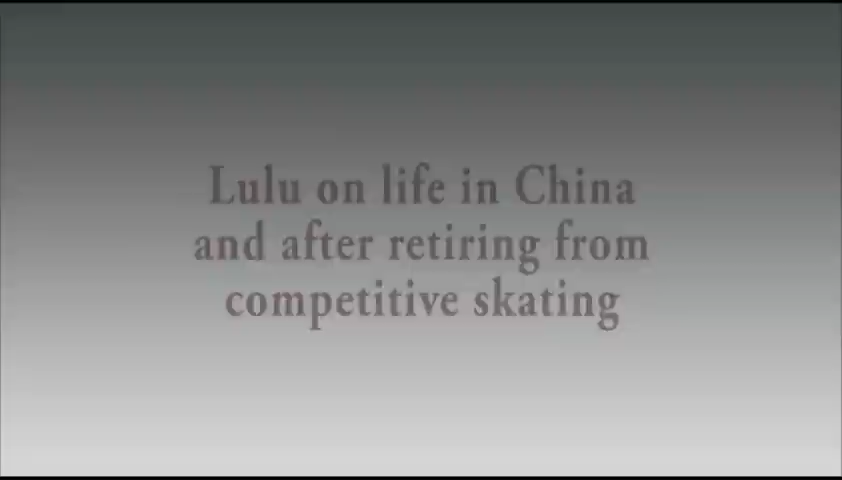 Lulu on life in China
and after retiring from
competitive skating